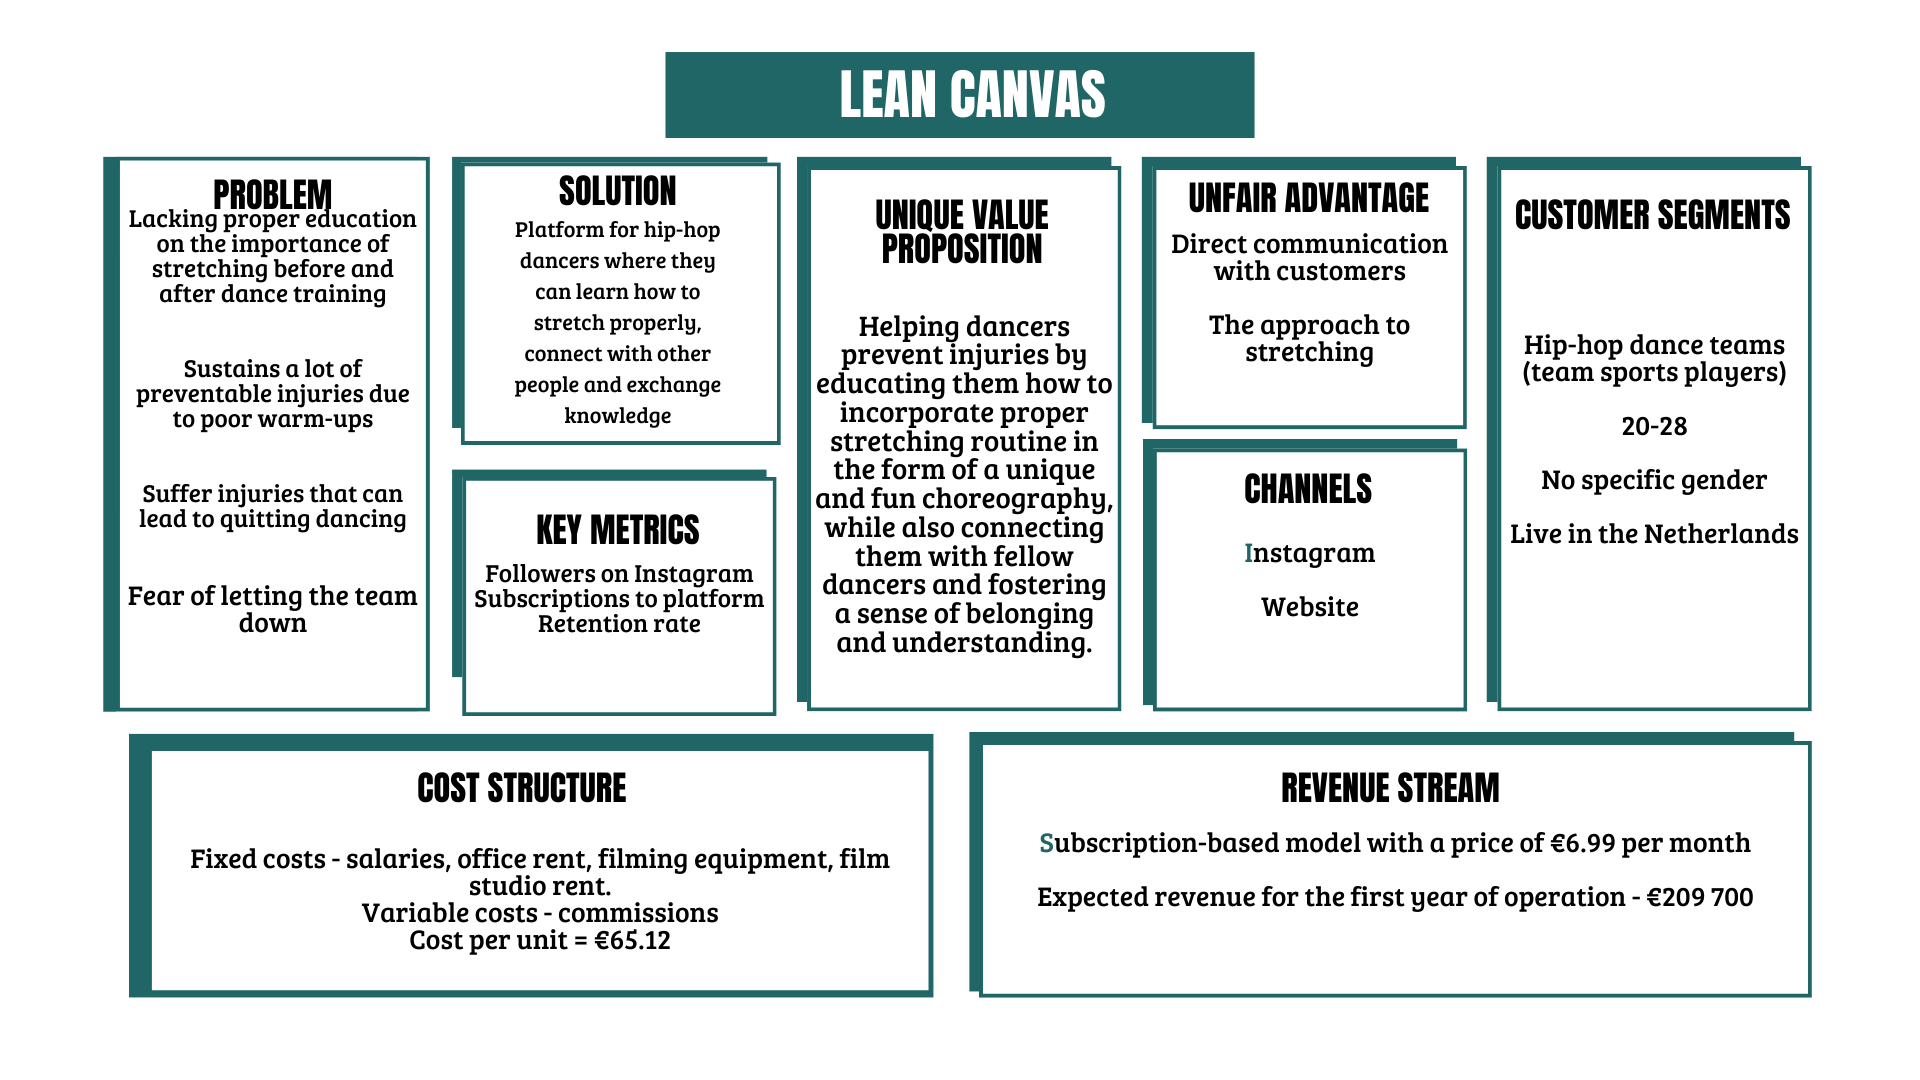 LEAN CANVAS
PROBLEM
Lacking proper education
on the importance of
stretching before and
after dance training
Sustains a lot of
preventable injuries due
to poor warm-ups
Suffer injuries that can
lead to quitting dancing
Fear of letting the team
down
SOLUTION
Platform for hip-hop
dancers where they
can learn how to
stretch properly,
connect with other
people and exchange
knowledge
KEY METRICS
Followers on Instagram
Subscriptions to platform
Retention rate
UNIQUE VALUE
PROPOSITION
Helping dancers
prevent injuries by
educating them how to
incorporate proper
stretching routine in
the form of a unique
and fun choreography,
while also connecting
them with fellow
dancers and fostering
a sense of belonging
and understanding.
UNFAIR ADVANTAGE
Direct communication
with customers
The approach to
stretching
CHANNELS
Instagram
Website
CUSTOMER SEGMENTS
Hip-hop dance teams
(team sports players)
20-28
No specific gender
Live in the Netherlands
COST STRUCTURE
Fixed costs - salaries, office rent, filming equipment, film
studio rent.
Variable costs - commissions
Cost per unit = €65.12
REVENUE STREAM
Subscription-based model with a price of €6.99 per month
Expected revenue for the first year of operation - €209 700